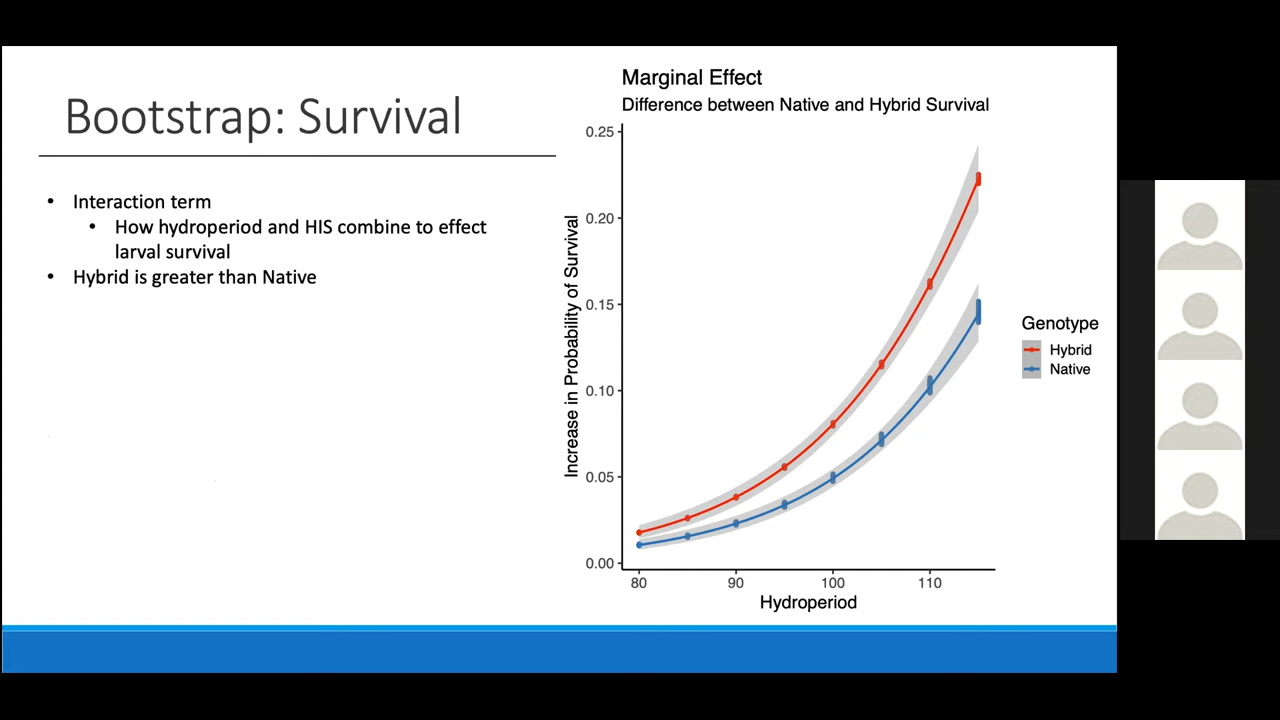 Bootstrap: Survival
• Interaction term
• How hydroperiod and HIS combine to effect
larval survival
• Hybrid is greater than Native
Marginal Effect
Difference between Native and Hybrid Survival
Increase in Probability of Survival
0.25
0.20
0.15
0.10
0.05
0.00
80 90 100 110
Hydroperiod
Genotype
Hybrid
Native